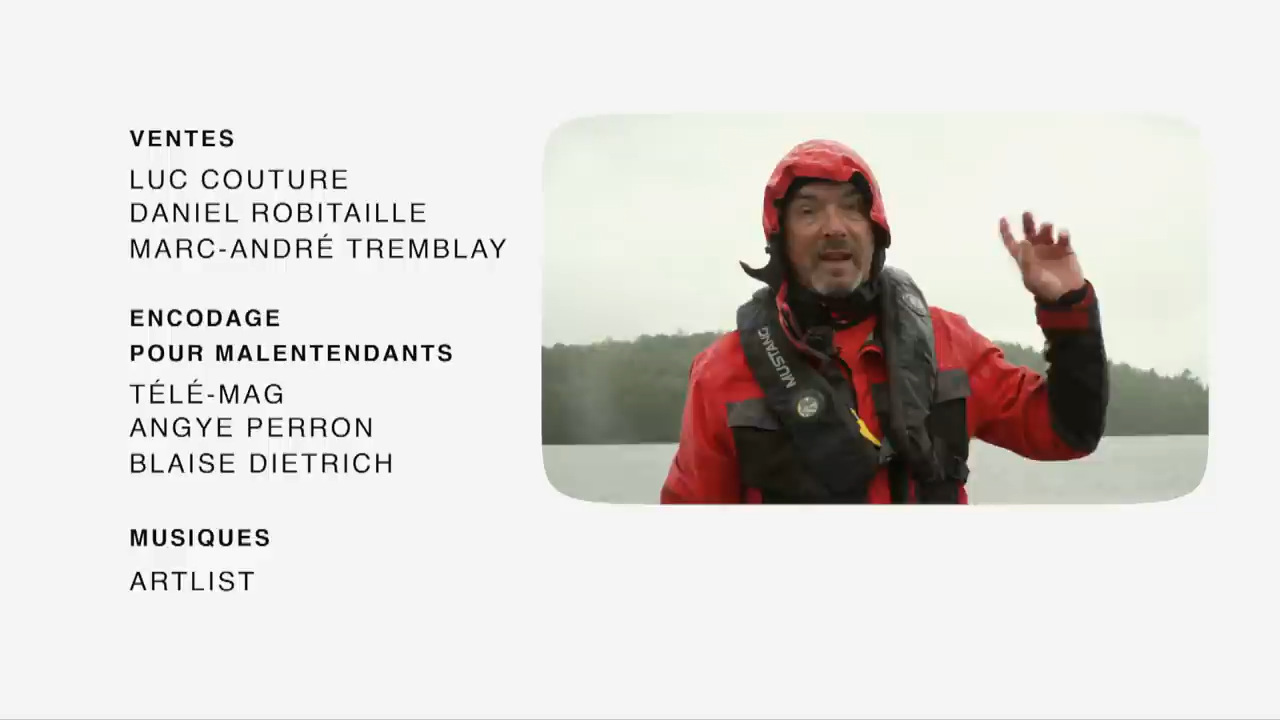 VENTES
LUC COUTURE
DANIEL ROBITAILLE
MARC-ANDRÉ TREMBLAY
ENCODAGE
POUR MALENTENDANTS
TÉLÉ-MAG
ANGYE PERRON
BLAISE DIETRICH
MUSIQUES
ARTLIST
MUSTANG